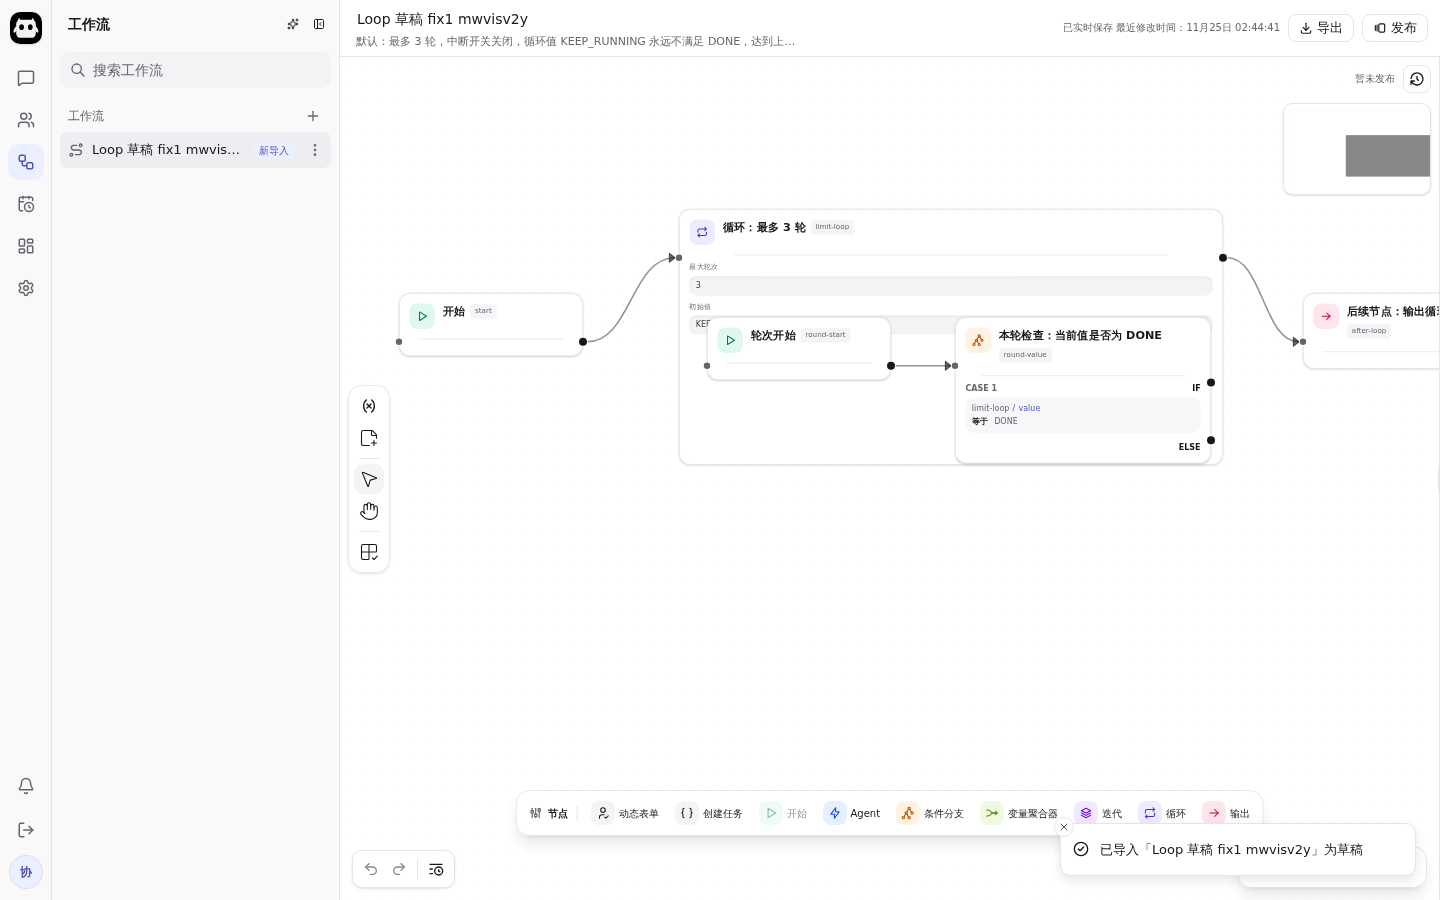 工作流
搜索工作流
工作流
Loop 草稿 fix1 mwvis...
新导入
协
Loop 草稿 fix1 mwvisv2y
默认：最多 3 轮，中断开关关闭，循环值 KEEP_RUNNING 永远不满足 DONE，达到上...
已实时保存 最近修改时间：11月25日 02:44:41
导出
发布
暂未发布
开始
start
循环：最多 3 轮
limit-loop
最大轮次
3
初始值
轮次开始
round-start
本轮检查：当前值是否为 DONE
round-value
CASE 1
IF
limit-loop / value
等于 DONE
ELSE
后续节点：输出循
after-loop
节点
动态表单
创建任务
开始
Agent
条件分支
变量聚合器
迭代
循环
输出
已导入「Loop 草稿 fix1 mwvisv2y」为草稿